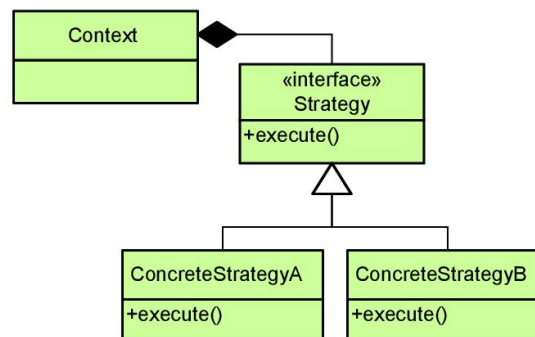 Context
«interface»
Strategy
+execute()
ConcreteStrategyA
+execute()
ConcreteStrategyB
+execute()